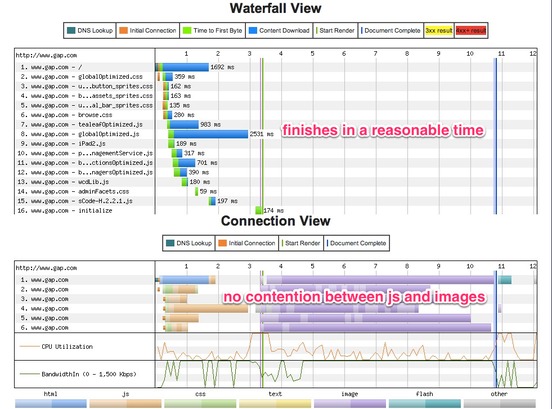 Waterfall View
DNS Lookup Initial Connection Time to First Byte Content Download Start Render Document Complete 3xx result 4xx+ result
http://www.gap.com 1 2 3 4 5 6 7 8 9 10 11 12
1. www.gap.com - / 1692 ms
2. www.gap.com - globalOptimized.css 359 ms
3. www.gap.com - u...button_sprites.css 162 ms
4. www.gap.com - b...assets_sprites.css 163 ms
5. www.gap.com - u...al_bar_sprites.css 135 ms
6. www.gap.com - browse.css 280 ms
7. www.gap.com - tealeafOptimized.js 983 ms
8. www.gap.com - globalOptimized.js 2531 ms
finishes in a reasonable time
9. www.gap.com - iPad2.js 189 ms
10. www.gap.com - p...nagementService.js 317 ms
11. www.gap.com - b...ctionsOptimized.js 701 ms
12. www.gap.com - b...nagersOptimized.js 390 ms
13. www.gap.com - wcdLib.js 180 ms
14. www.gap.com - adminFacets.css 59 ms
15. www.gap.com - sCode-H.2.2.1.js 197 ms
16. www.gap.com - initialize 174 ms
Connection View
DNS Lookup Initial Connection Start Render Document Complete
http://www.gap.com 1 2 3 4 5 6 7 8 9 10 11 12
1. www.gap.com
2. www.gap.com
3. www.gap.com
no contention between js and images
4. www.gap.com
5. www.gap.com
6. www.gap.com
CPU Utilization
BandwidthIn (0 - 1,500 Kbps)
html js css text image flash other